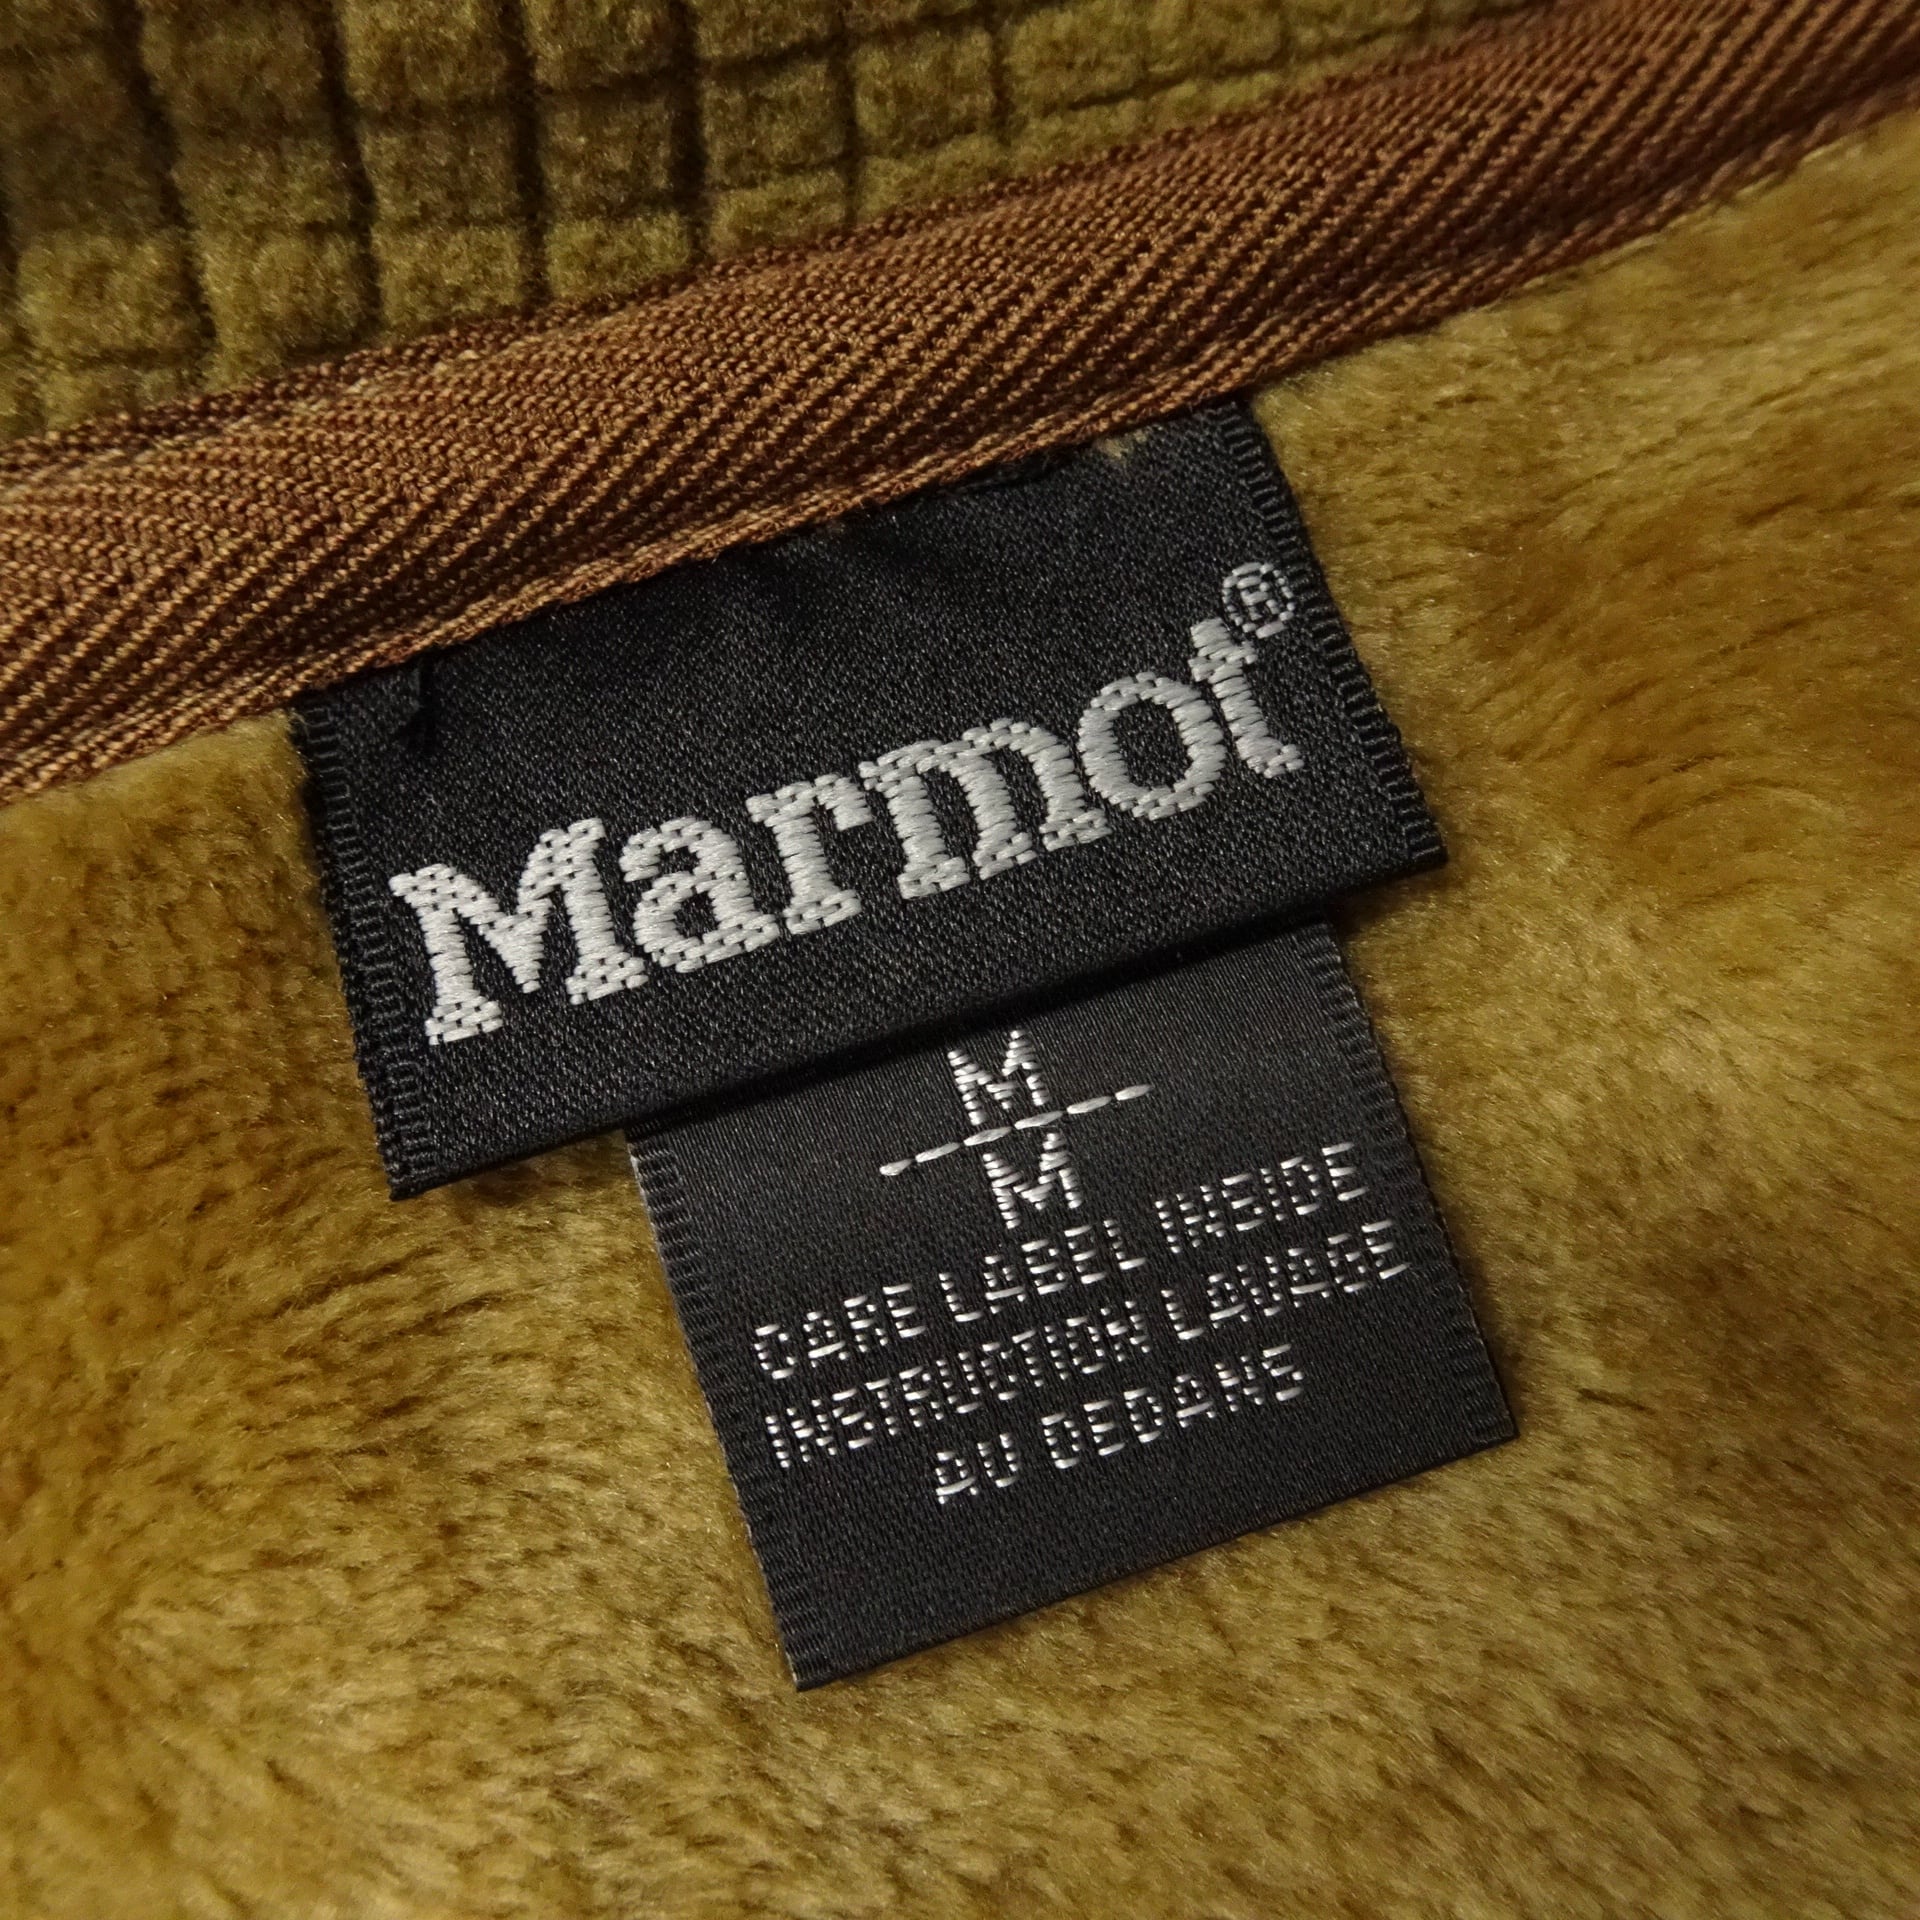 Marmot®
M
M
CARE LABEL INSIDE
INSTRUCTION LAVAGE
AU DEDANS